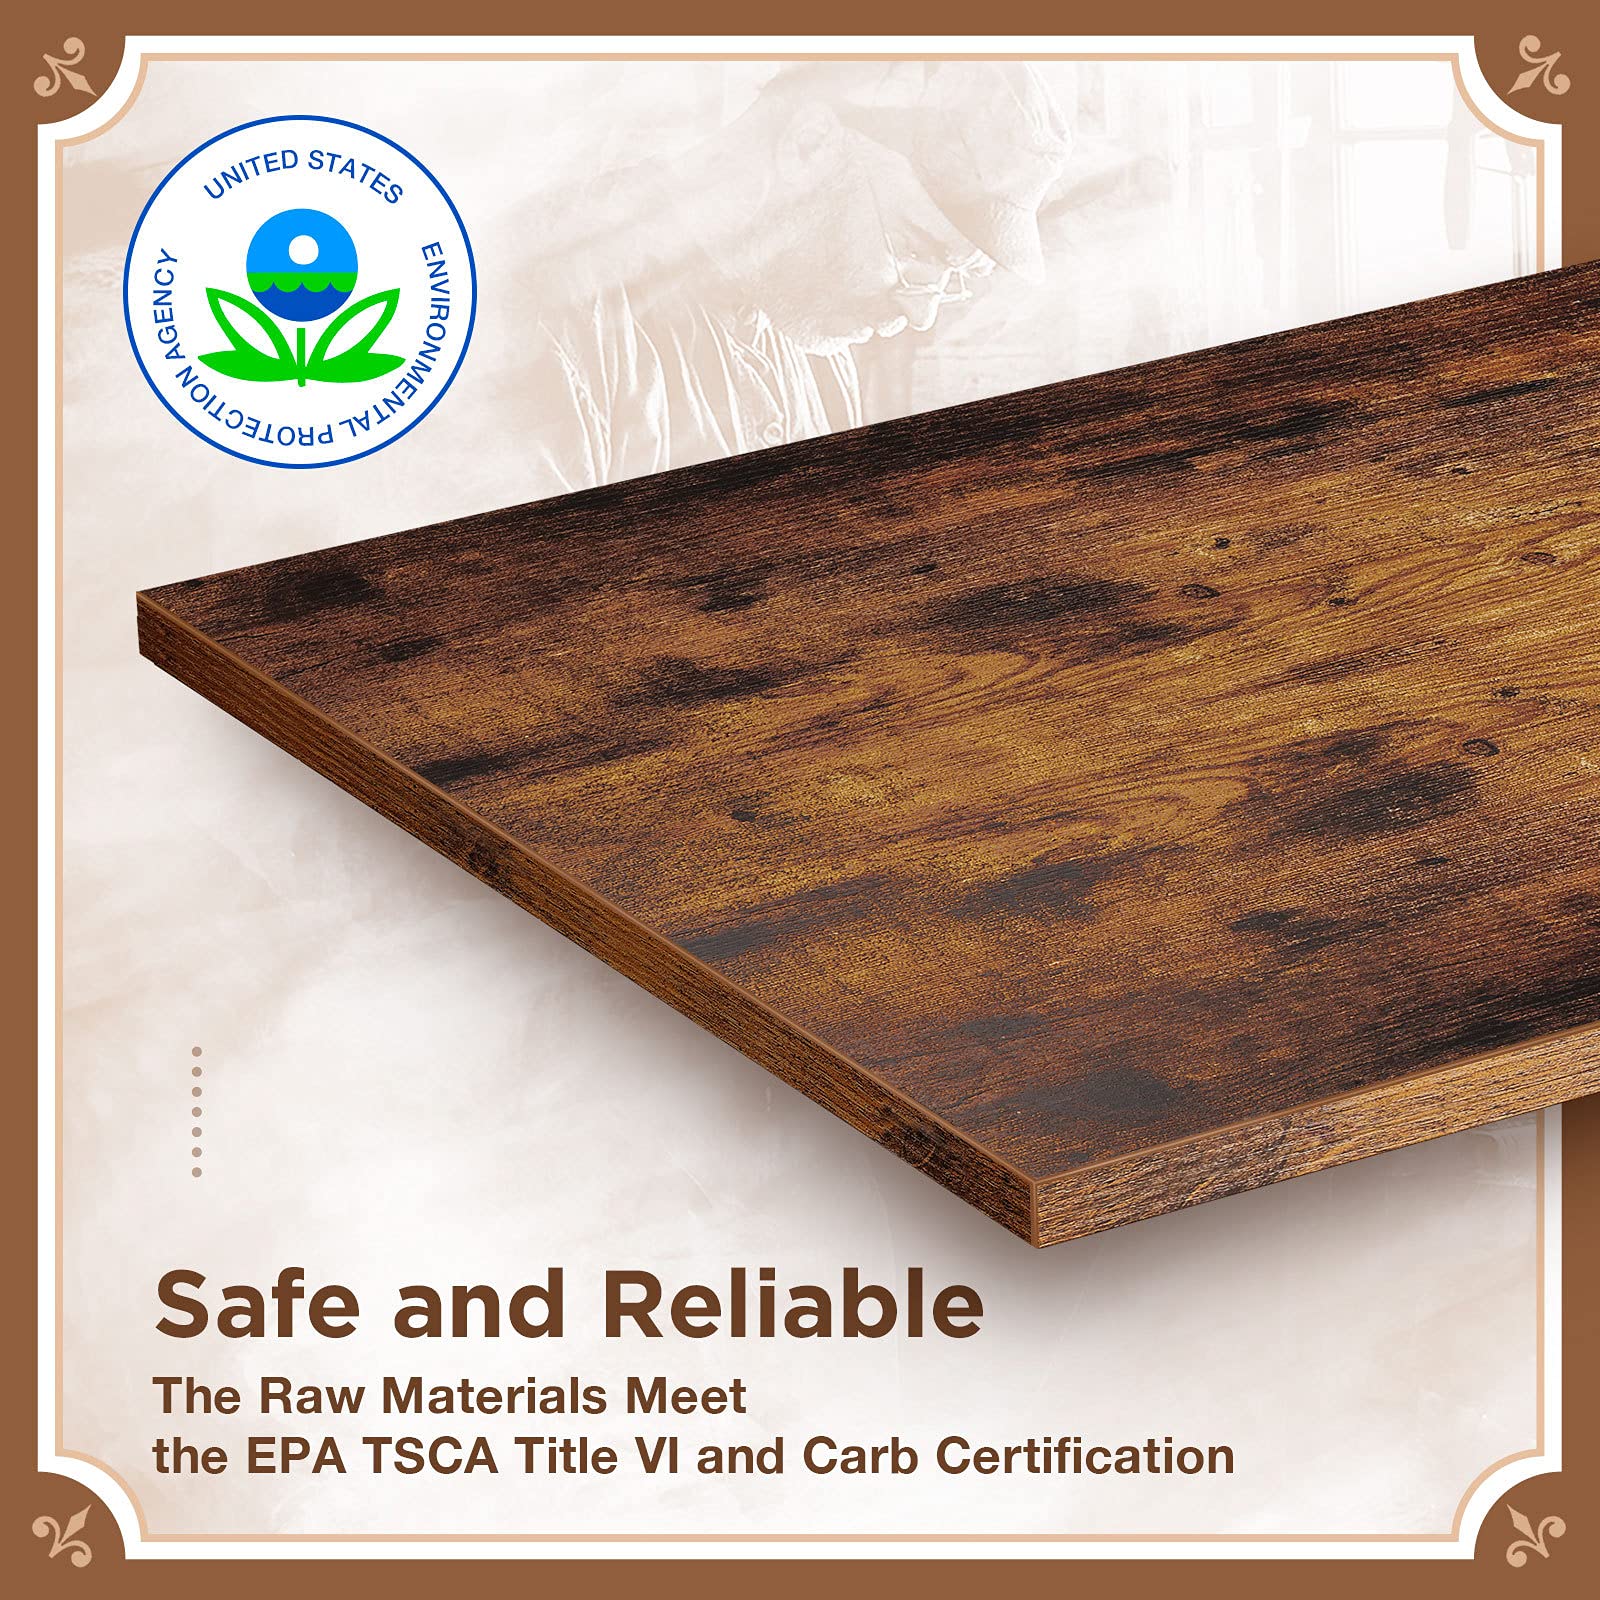 UNITED STATES
ENVIRONMENTAL PROTECTION AGENCY
Safe and Reliable
The Raw Materials Meet
the EPA TSCA Title VI and Carb Certification